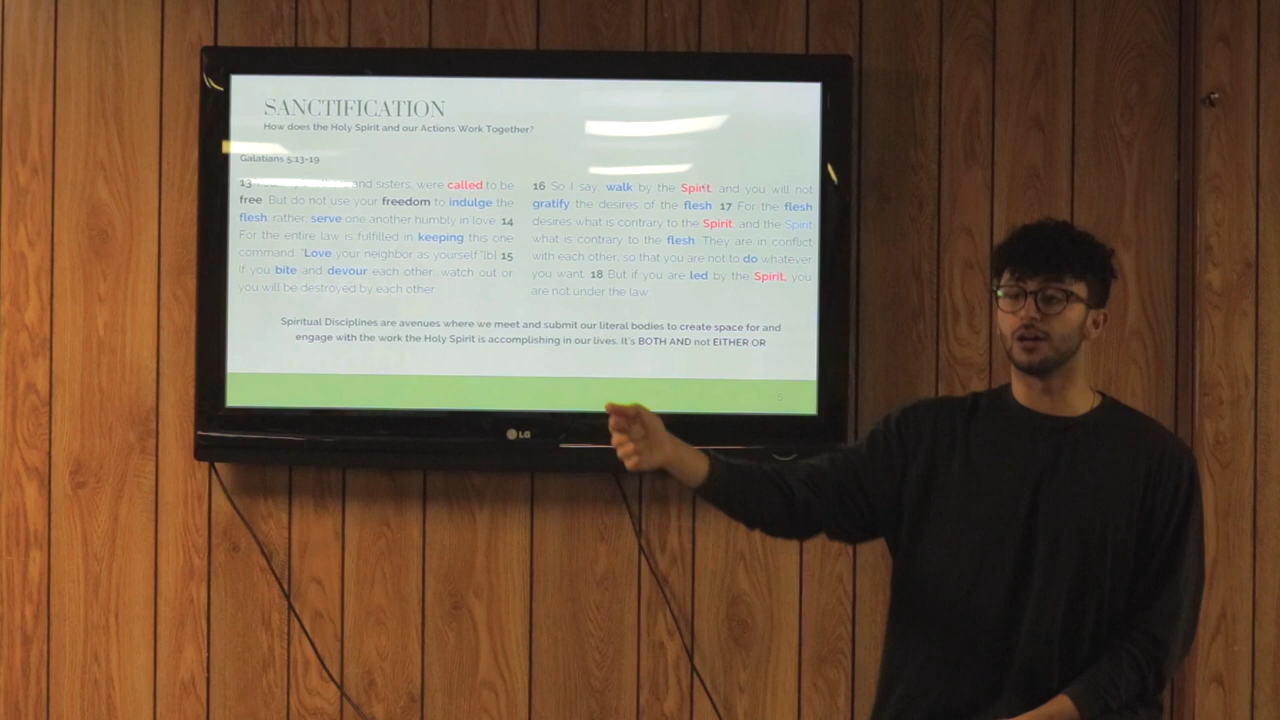 SANCTIFICATION
How does the Holy Spirit and our Actions Work Together?
Galatians 5:13-19
13 and sisters, were called to be
free. But do not use your freedom to indulge the
flesh; rather, serve one another humbly in love. 14
For the entire law is fulfilled in keeping this one
command: "Love your neighbor as yourself."[b] 15
If you bite and devour each other, watch out or
you will be destroyed by each other.
16 So I say, walk by the Spirit, and you will not
gratify the desires of the flesh. 17 For the flesh
desires what is contrary to the Spirit, and the Spirit
what is contrary to the flesh. They are in conflict
with each other, so that you are not to do whatever
you want. 18 But if you are led by the Spirit, you
are not under the law.
Spiritual Disciplines are avenues where we meet and submit our literal bodies to create space for and
engage with the work the Holy Spirit is accomplishing in our lives. It's BOTH AND not EITHER OR
5
LG